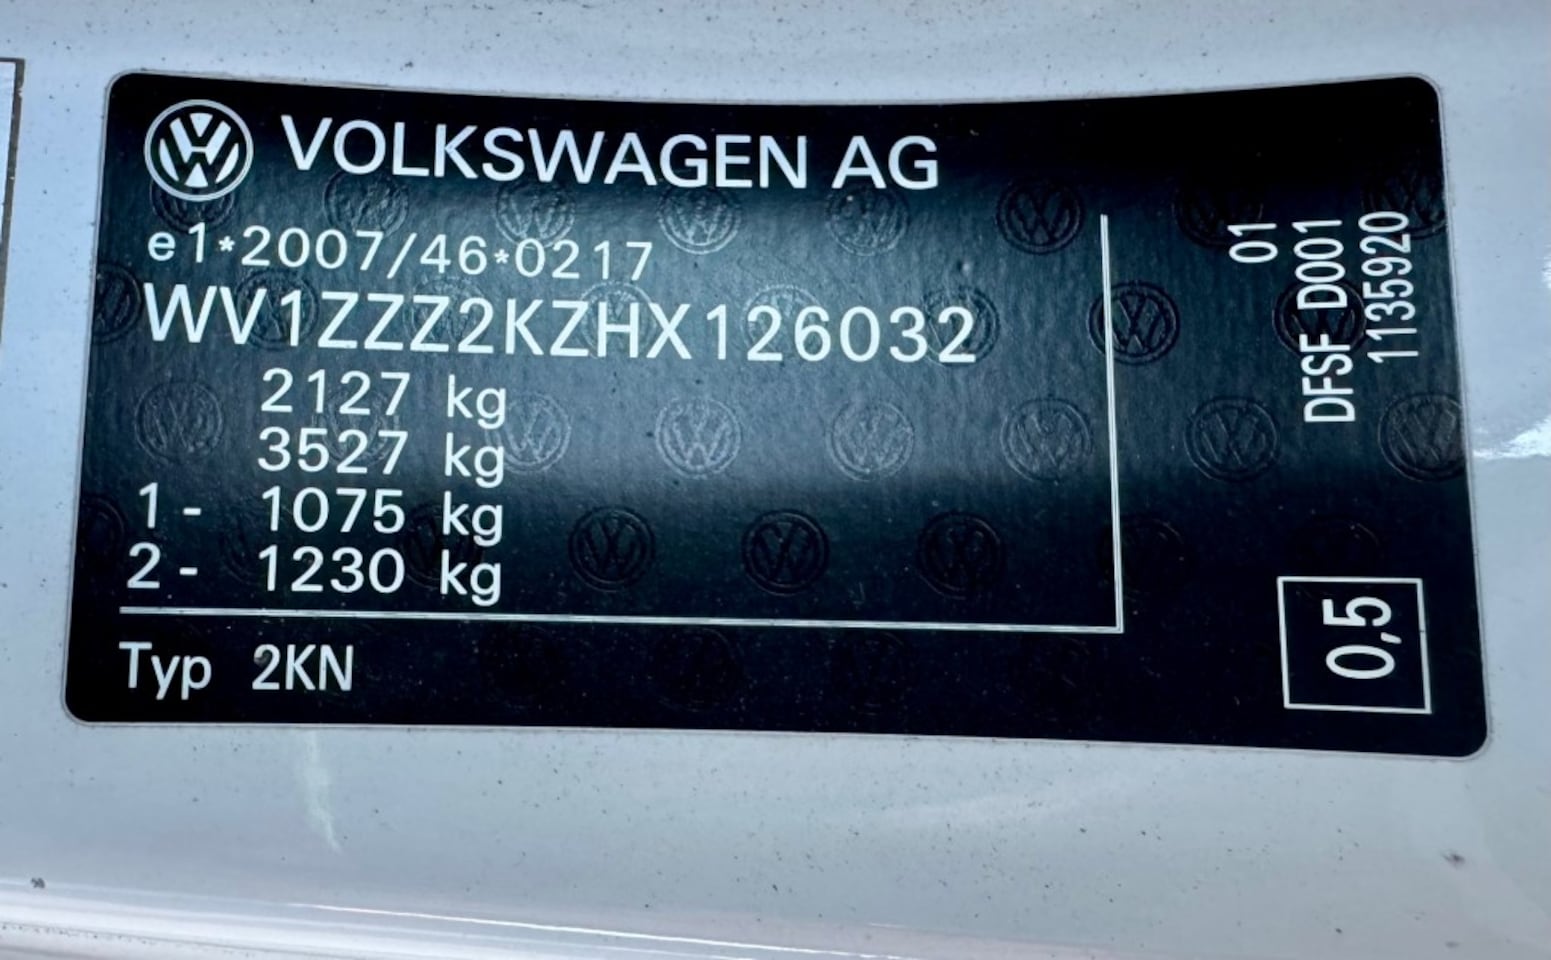 VOLKSWAGEN AG
e1*2007/46*0217
WV1ZZZ2KZHX126032
2127 kg
3527 kg
1- 1075 kg
2- 1230 kg
Typ 2KN
01
DFSF D001
1135920
0,5